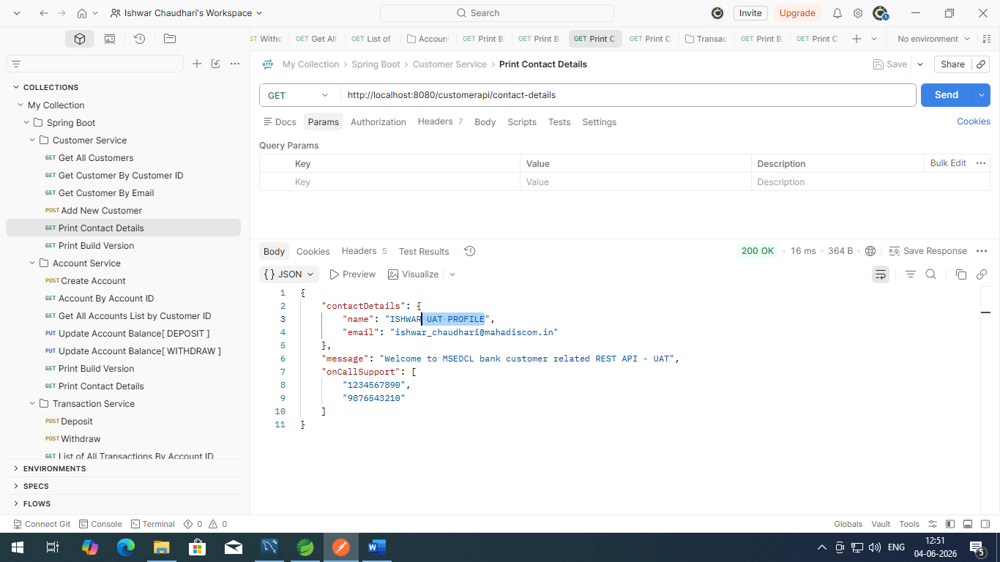 Ishwar Chaudhari's Workspace
Search
Invite
Upgrade
Withd
GET Get All
GET List of
Accoun
GET Print B
GET Print B
GET Print C
GET Print C
Transac
GET Print B
GET Print C
No environment
My Collection > Spring Boot > Customer Service > Print Contact Details
Save
Share
COLLECTIONS
My Collection
Spring Boot
Customer Service
GET Get All Customers
GET Get Customer By Customer ID
GET Get Customer By Email
POST Add New Customer
GET Print Contact Details
GET Print Build Version
Account Service
POST Create Account
GET Account By Account ID
GET Get All Accounts List by Customer ID
PUT Update Account Balance[ DEPOSIT ]
PUT Update Account Balance[ WITHDRAW ]
GET Print Build Version
GET Print Contact Details
Transaction Service
POST Deposit
POST Withdraw
GET List of All Transactions By Account ID
ENVIRONMENTS
SPECS
FLOWS
GET
http://localhost:8080/customerapi/contact-details
Send
Docs Params Authorization Headers 7 Body Scripts Tests Settings
Cookies
Query Params
Key Value Description Bulk Edit
Key Value Description
Body Cookies Headers 5 Test Results
200 OK • 16 ms • 364 B
e.g. Save Response
{} JSON Preview Visualize
1 {
2 "contactDetails": {
3 "name": "ISHWAR UAT PROFILE",
4 "email": "ishwar_chaudhari@mahadiscom.in"
5 },
6 "message": "Welcome to MSEDCL bank customer related REST API - UAT",
7 "onCallSupport": [
8 "1234567890",
9 "9876543210"
10 ]
11 }
Connect Git Console Terminal 0 0
Globals Vault Tools
ENG
12:51
04-06-2026
5